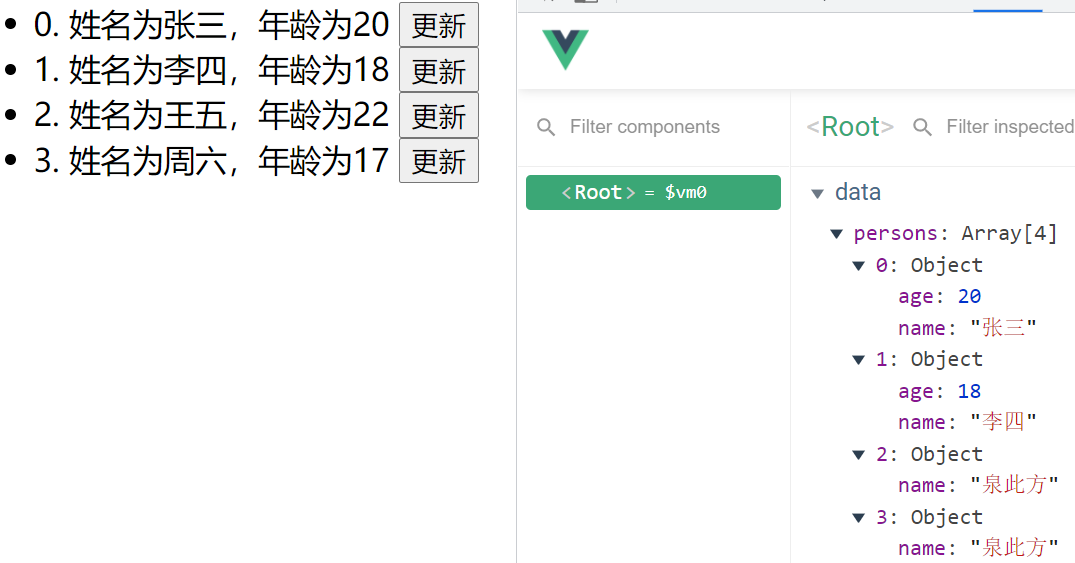 0. 姓名为张三，年龄为20 更新
1. 姓名为李四，年龄为18 更新
2. 姓名为王五，年龄为22 更新
3. 姓名为周六，年龄为17 更新
Filter components
<Root> = $vm0
<Root> Filter inspected
data
persons: Array[4]
0: Object
age: 20
name: "张三"
1: Object
age: 18
name: "李四"
2: Object
name: "泉此方"
3: Object
name: "泉此方"